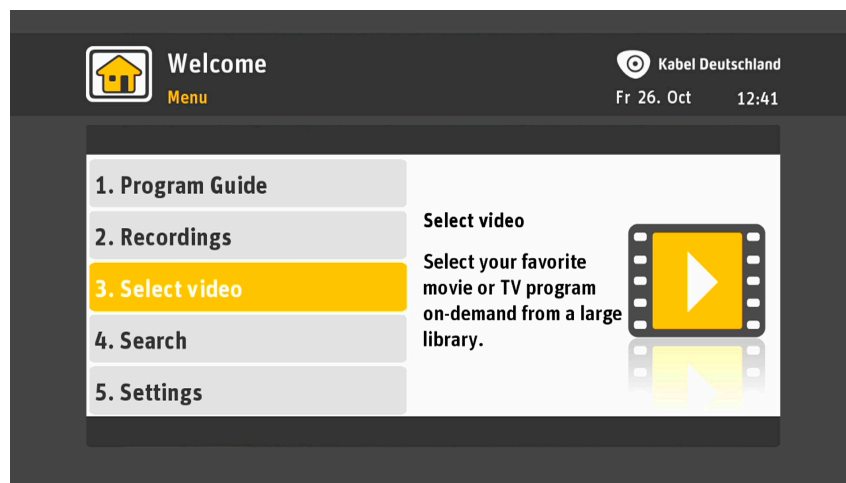 Welcome
Menu
Kabel Deutschland
Fr 26. Oct 12:41
1. Program Guide
2. Recordings
3. Select video
4. Search
5. Settings
Select video
Select your favorite
movie or TV program
on-demand from a large
library.